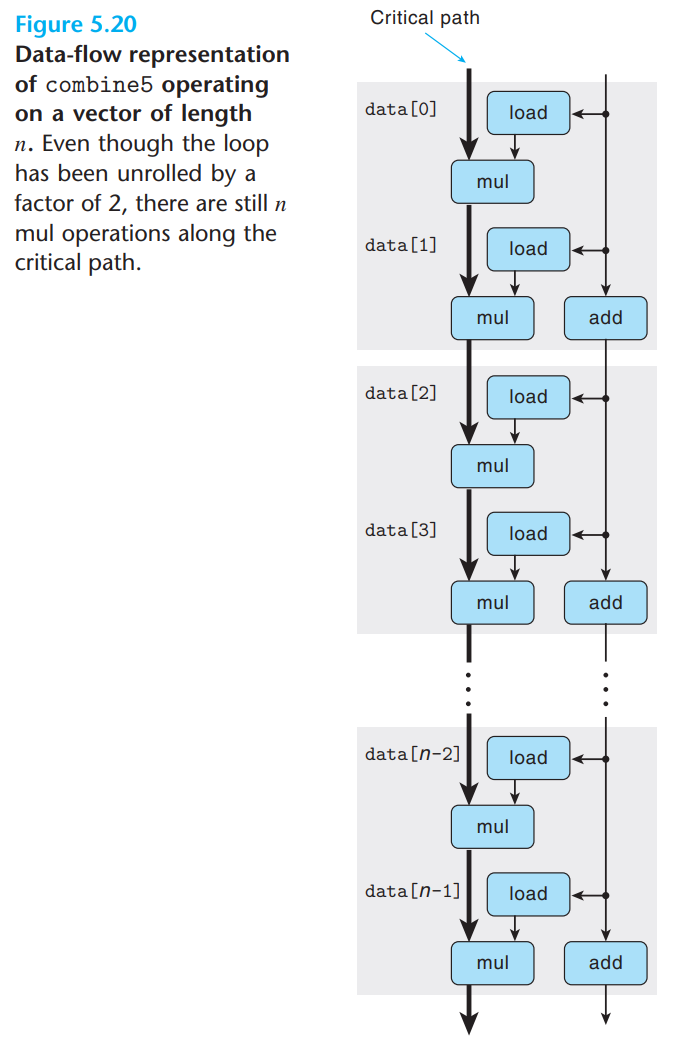 Figure 5.20
Data-flow representation
of combine5 operating
on a vector of length
n. Even though the loop
has been unrolled by a
factor of 2, there are still n
mul operations along the
critical path.
Critical path
data[0]
load
mul
data[1]
load
mul
add
data[2]
load
mul
data[3]
load
mul
add
data[n-2]
load
mul
data[n-1]
load
mul
add